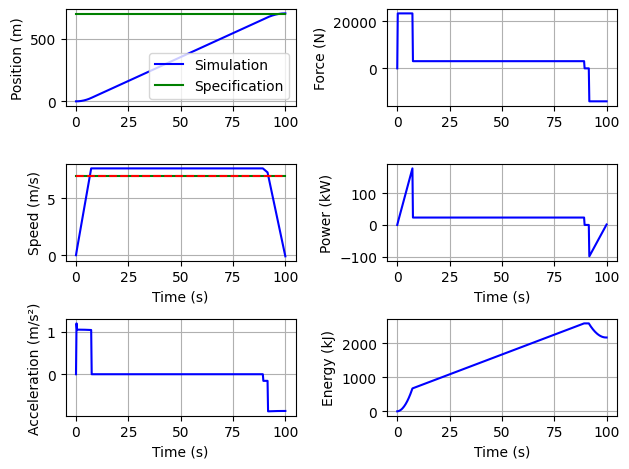 Position (m)
500
0
Simulation
Specification
0 25 50 75 100
Force (N)
20000
0
0 25 50 75 100
Speed (m/s)
5
0
0 25 50 75 100
Time (s)
Power (kW)
100
0
−100
0 25 50 75 100
Time (s)
Acceleration (m/s²)
1
0
0 25 50 75 100
Time (s)
Energy (kJ)
2000
1000
0
0 25 50 75 100
Time (s)